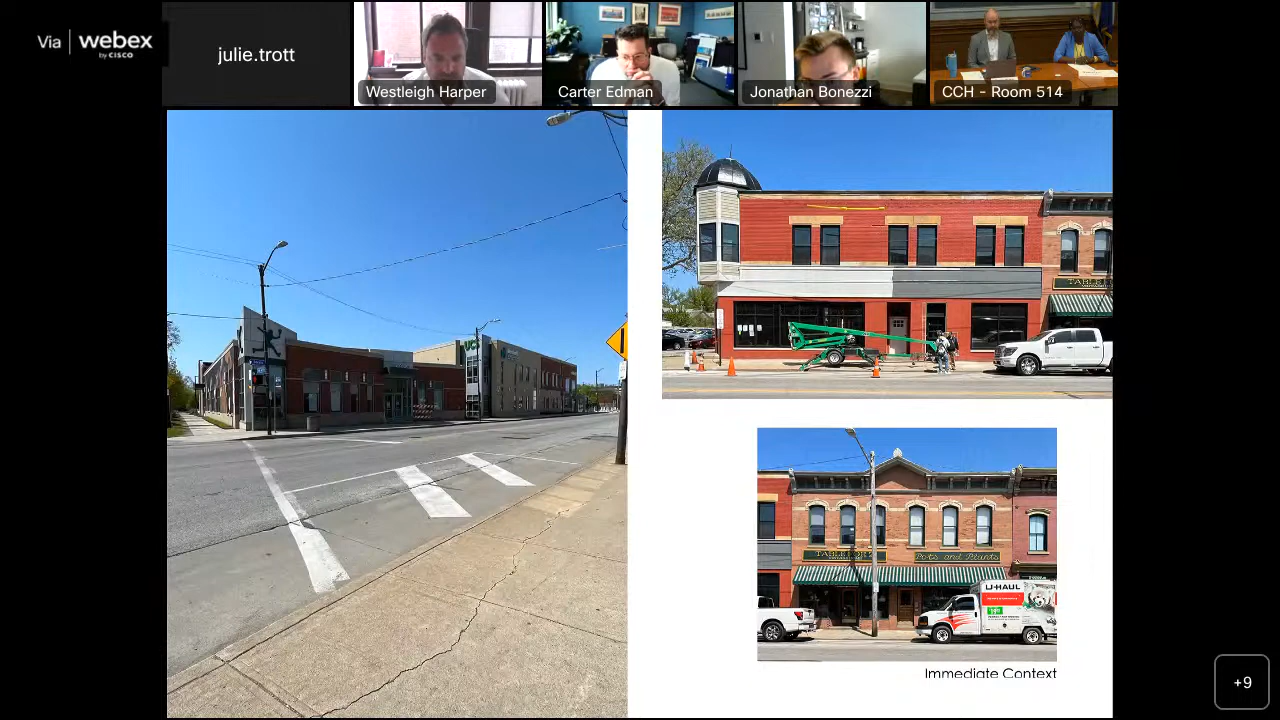 Via webex
by CISCO
julie.trott
Westleigh Harper
Carter Edman
Jonathan Bonezzi
CCH - Room 514
Pots and Plants
U-HAUL
Immediate Context
+9